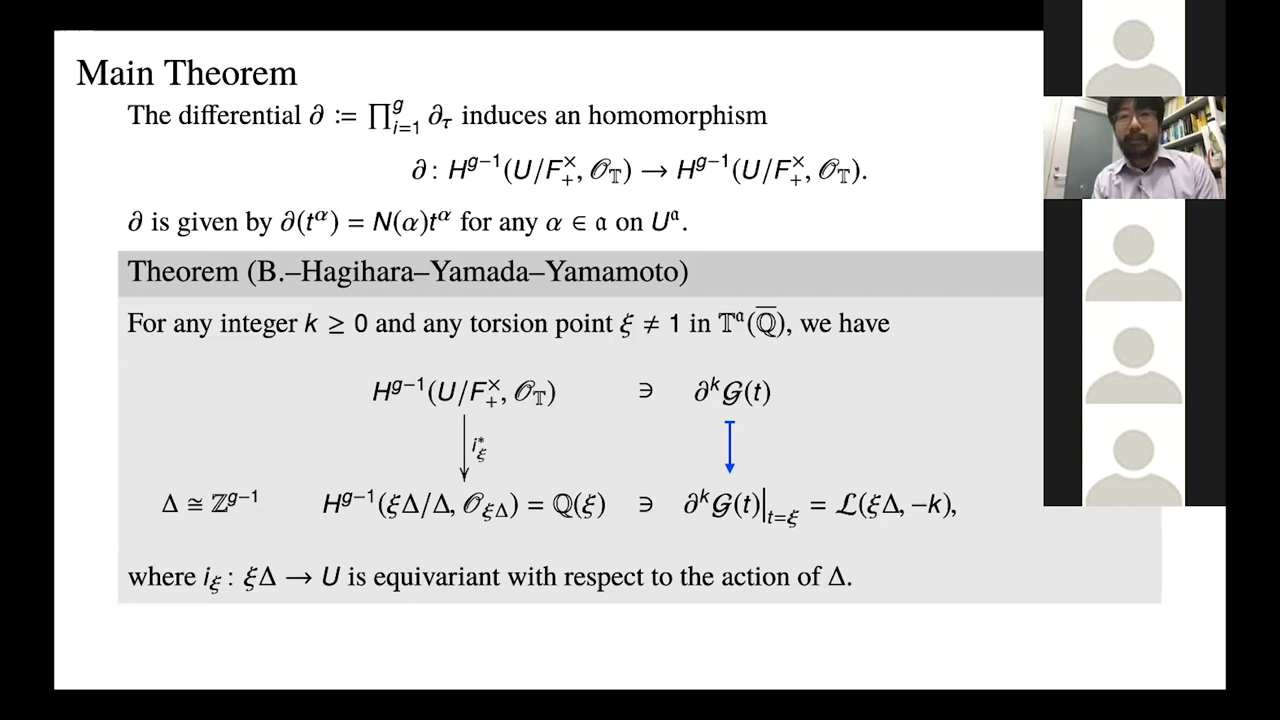 Main Theorem
The differential ∂ := ∏_{i=1}^{g} ∂_τ induces an homomorphism
∂ : H^{g−1}(U/F_+^×, 𝒪_𝕋) → H^{g−1}(U/F_+^×, 𝒪_𝕋).
∂ is given by ∂(t^α) = N(α)t^α for any α ∈ 𝔞 on U^𝔞.
Theorem (B.–Hagihara–Yamada–Yamamoto)
For any integer k ≥ 0 and any torsion point ξ ≠ 1 in 𝕋^𝔞(ℚ̅), we have
H^{g−1}(U/F_+^×, 𝒪_𝕋) ∋ ∂^k 𝒢(t)
i_ξ^*
Δ ≅ ℤ^{g−1} H^{g−1}(ξΔ/Δ, 𝒪_{ξΔ}) = ℚ(ξ) ∋ ∂^k 𝒢(t)|_{t=ξ} = ℒ(ξΔ, −k),
where i_ξ : ξΔ → U is equivariant with respect to the action of Δ.